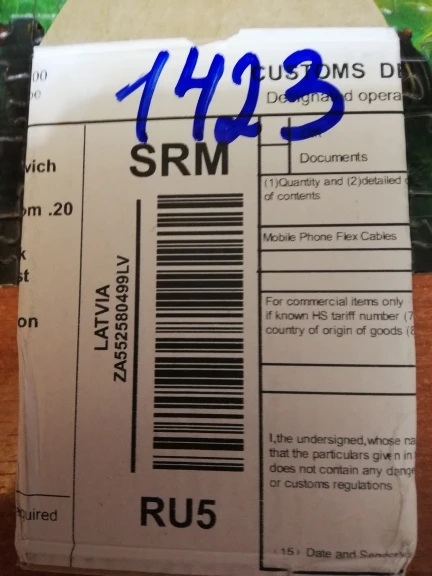 1423
CUSTOMS DE
Designated opera
SRM
Documents
(1)Quantity and (2)detailed
of contents
Mobile Phone Flex Cables
LATVIA
ZA552580499LV
For commercial items only
if known HS tariff number (7
country of origin of goods (8
I,the undersigned,whose na
that the particulars given in
does not contain any dange
or customs regulations
RU5
15) Date and
00
vich
om .20
k
st
on
quired